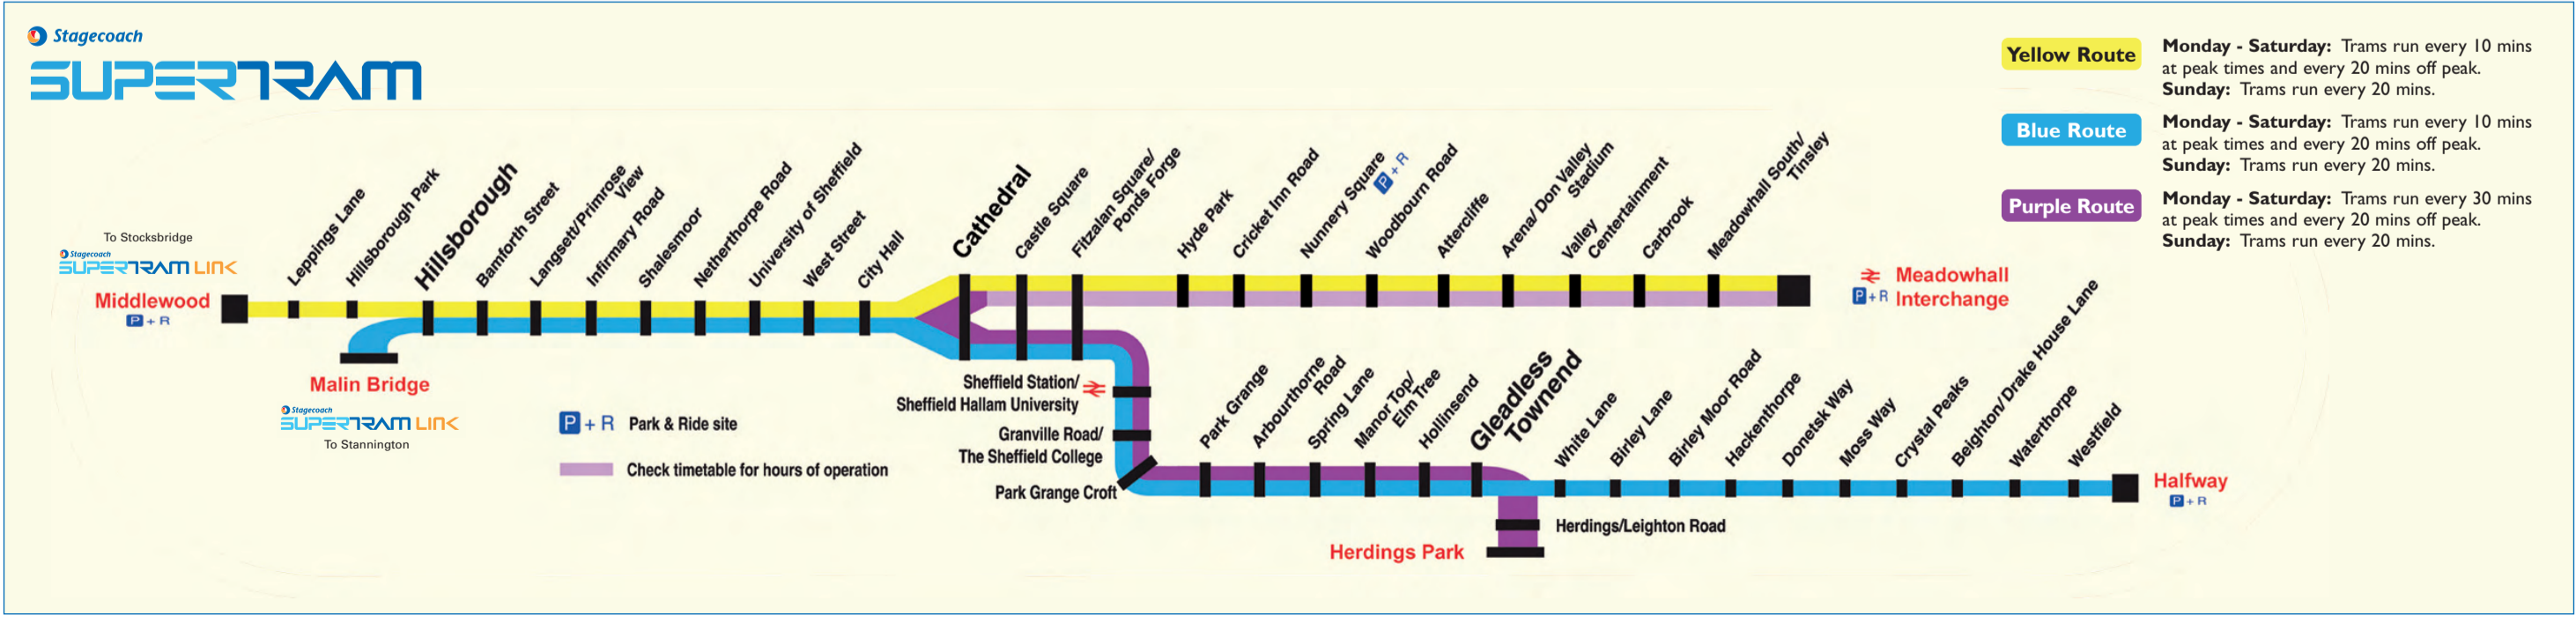 Stagecoach
SUPERTRAM
Yellow Route
Monday - Saturday: Trams run every 10 mins
at peak times and every 20 mins off peak.
Sunday: Trams run every 20 mins.
Blue Route
Monday - Saturday: Trams run every 10 mins
at peak times and every 20 mins off peak.
Sunday: Trams run every 20 mins.
Purple Route
Monday - Saturday: Trams run every 30 mins
at peak times and every 20 mins off peak.
Sunday: Trams run every 20 mins.
To Stocksbridge
Stagecoach
SUPERTRAM LINK
Middlewood
P + R
Leppings Lane
Hillsborough Park
Hillsborough
Bamforth Street
Langsett/Primrose
View
Infirmary Road
Shalesmoor
Netherthorpe Road
University of Sheffield
West Street
City Hall
Cathedral
Castle Square
Fitzalan Square/
Ponds Forge
Hyde Park
Cricket Inn Road
Nunnery Square
P + R
Woodbourn Road
Attercliffe
Arena/ Don Valley
Stadium
Valley
Centertainment
Carbrook
Meadowhall South/
Tinsley
Meadowhall
P + R Interchange
Malin Bridge
Stagecoach
SUPERTRAM LINK
To Stannington
P + R Park & Ride site
Check timetable for hours of operation
Sheffield Station/
Sheffield Hallam University
Granville Road/
The Sheffield College
Park Grange Croft
Park Grange
Arbourthorne
Road
Spring Lane
Manor Top/
Elm Tree
Hollinsend
Gleadless
Townend
White Lane
Birley Lane
Birley Moor Road
Hackenthorpe
Donetsk Way
Moss Way
Crystal Peaks
Beighton/ Drake House Lane
Waterthorpe
Westfield
Halfway
P + R
Herdings/Leighton Road
Herdings Park